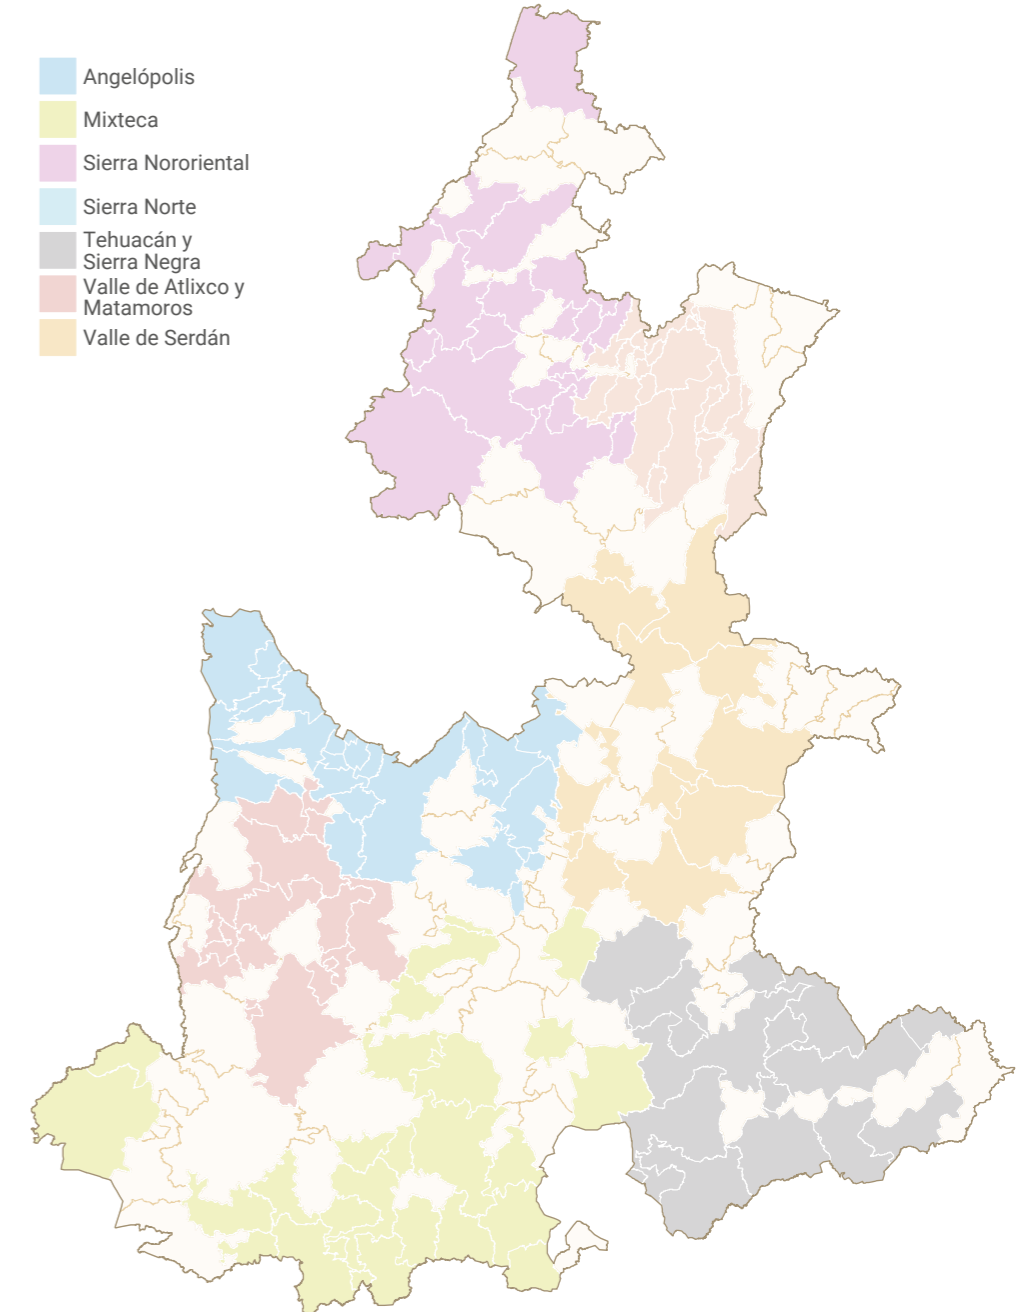 Angelópolis
Mixteca
Sierra Nororiental
Sierra Norte
Tehuacán y
Sierra Negra
Valle de Atlixco y
Matamoros
Valle de Serdán